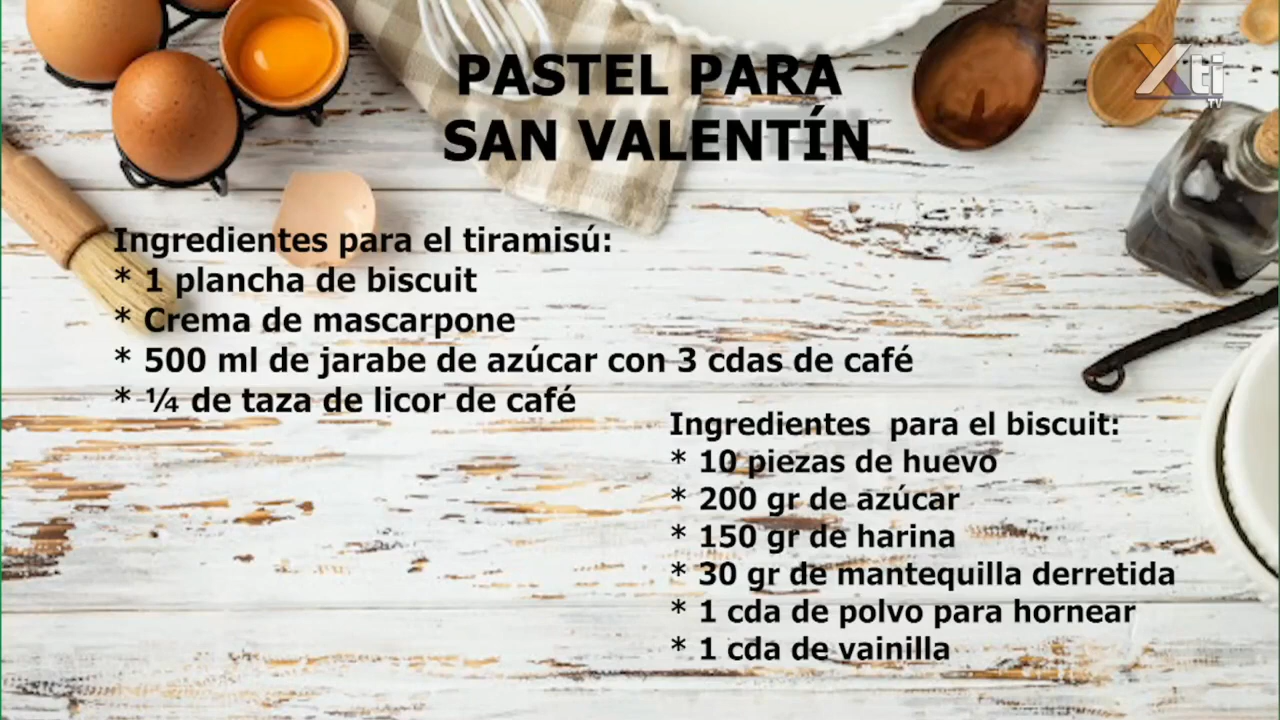 PASTEL PARA
SAN VALENTÍN
Xti
TV
Ingredientes para el tiramisú:
* 1 plancha de biscuit
* Crema de mascarpone
* 500 ml de jarabe de azúcar con 3 cdas de café
* ¼ de taza de licor de café
Ingredientes  para el biscuit:
* 10 piezas de huevo
* 200 gr de azúcar
* 150 gr de harina
* 30 gr de mantequilla derretida
* 1 cda de polvo para hornear
* 1 cda de vainilla